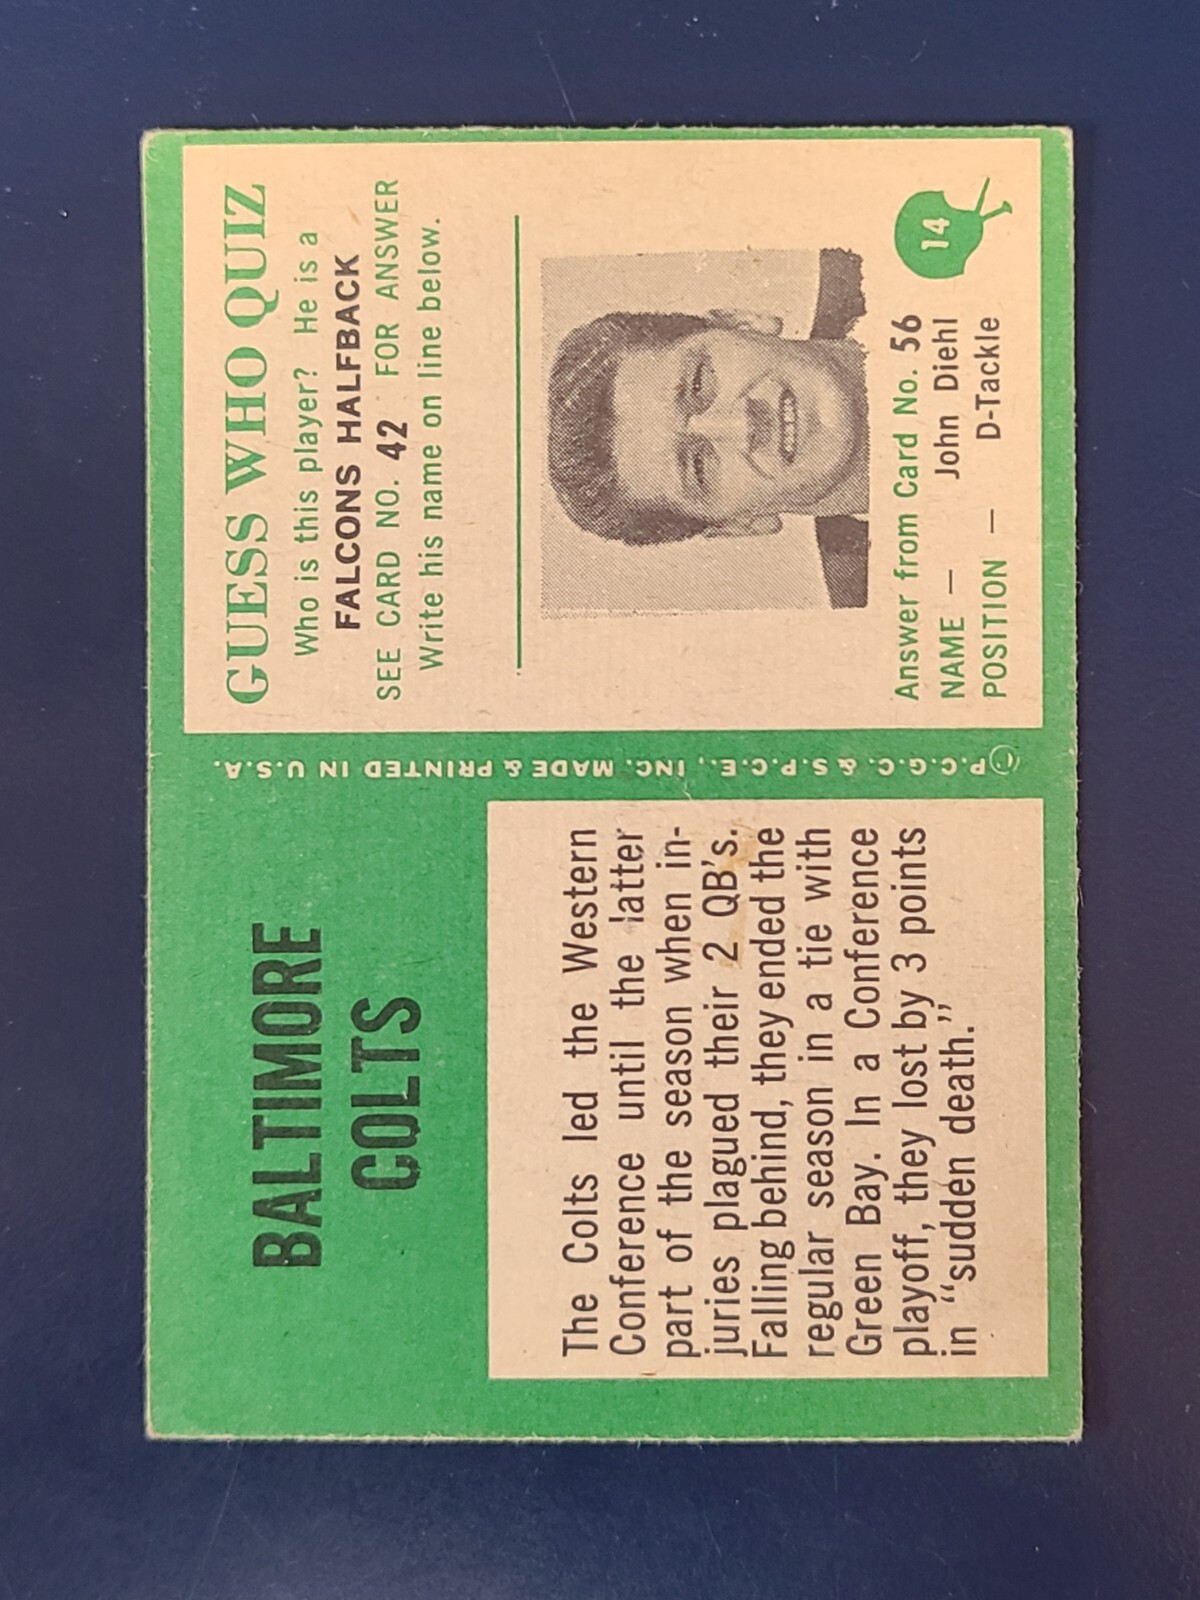 BALTIMORE
COLTS
The Colts led the Western
Conference until the latter
part of the season when in-
juries plagued their 2 QB's.
Falling behind, they ended the
regular season in a tie with
Green Bay. In a Conference
playoff, they lost by 3 points
in “sudden death.”
©P.C.G.C. & S.P.C.E., INC. MADE & PRINTED IN U.S.A.
GUESS WHO QUIZ
Who is this player? He is a
FALCONS HALFBACK
SEE CARD NO. 42 FOR ANSWER
Write his name on line below.
Answer from Card No. 56
NAME — John Diehl
POSITION — D-Tackle
14